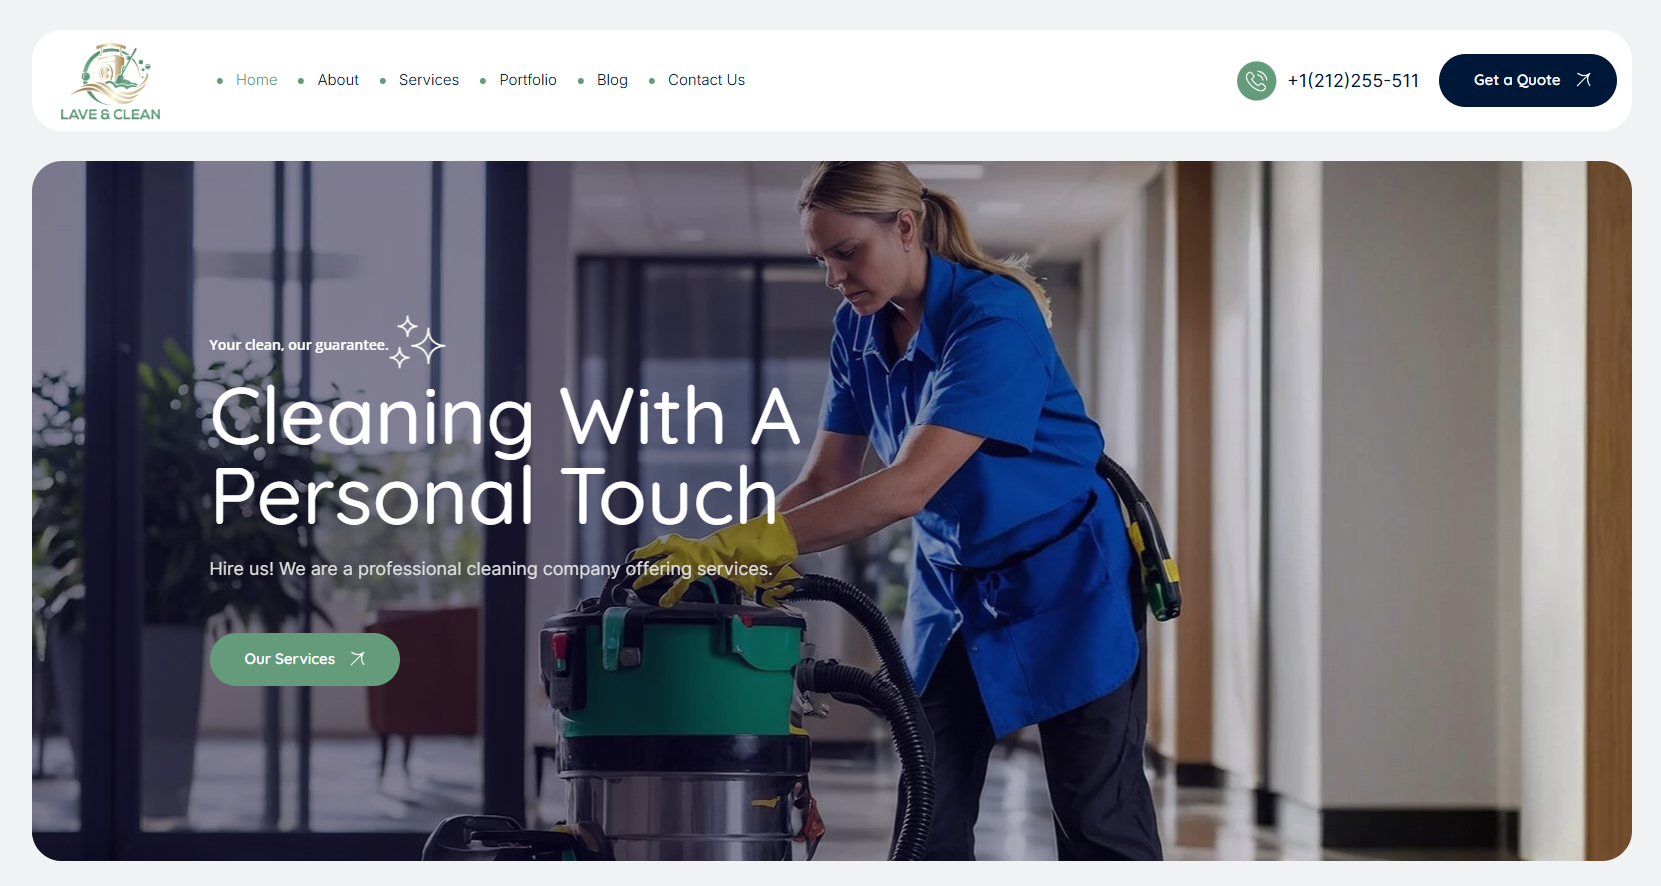 LAVE & CLEAN
Home
About
Services
Portfolio
Blog
Contact Us
+1(212)255-511
Get a Quote
Your clean, our guarantee.
Cleaning With A
Personal Touch
Hire us! We are a professional cleaning company offering services.
Our Services